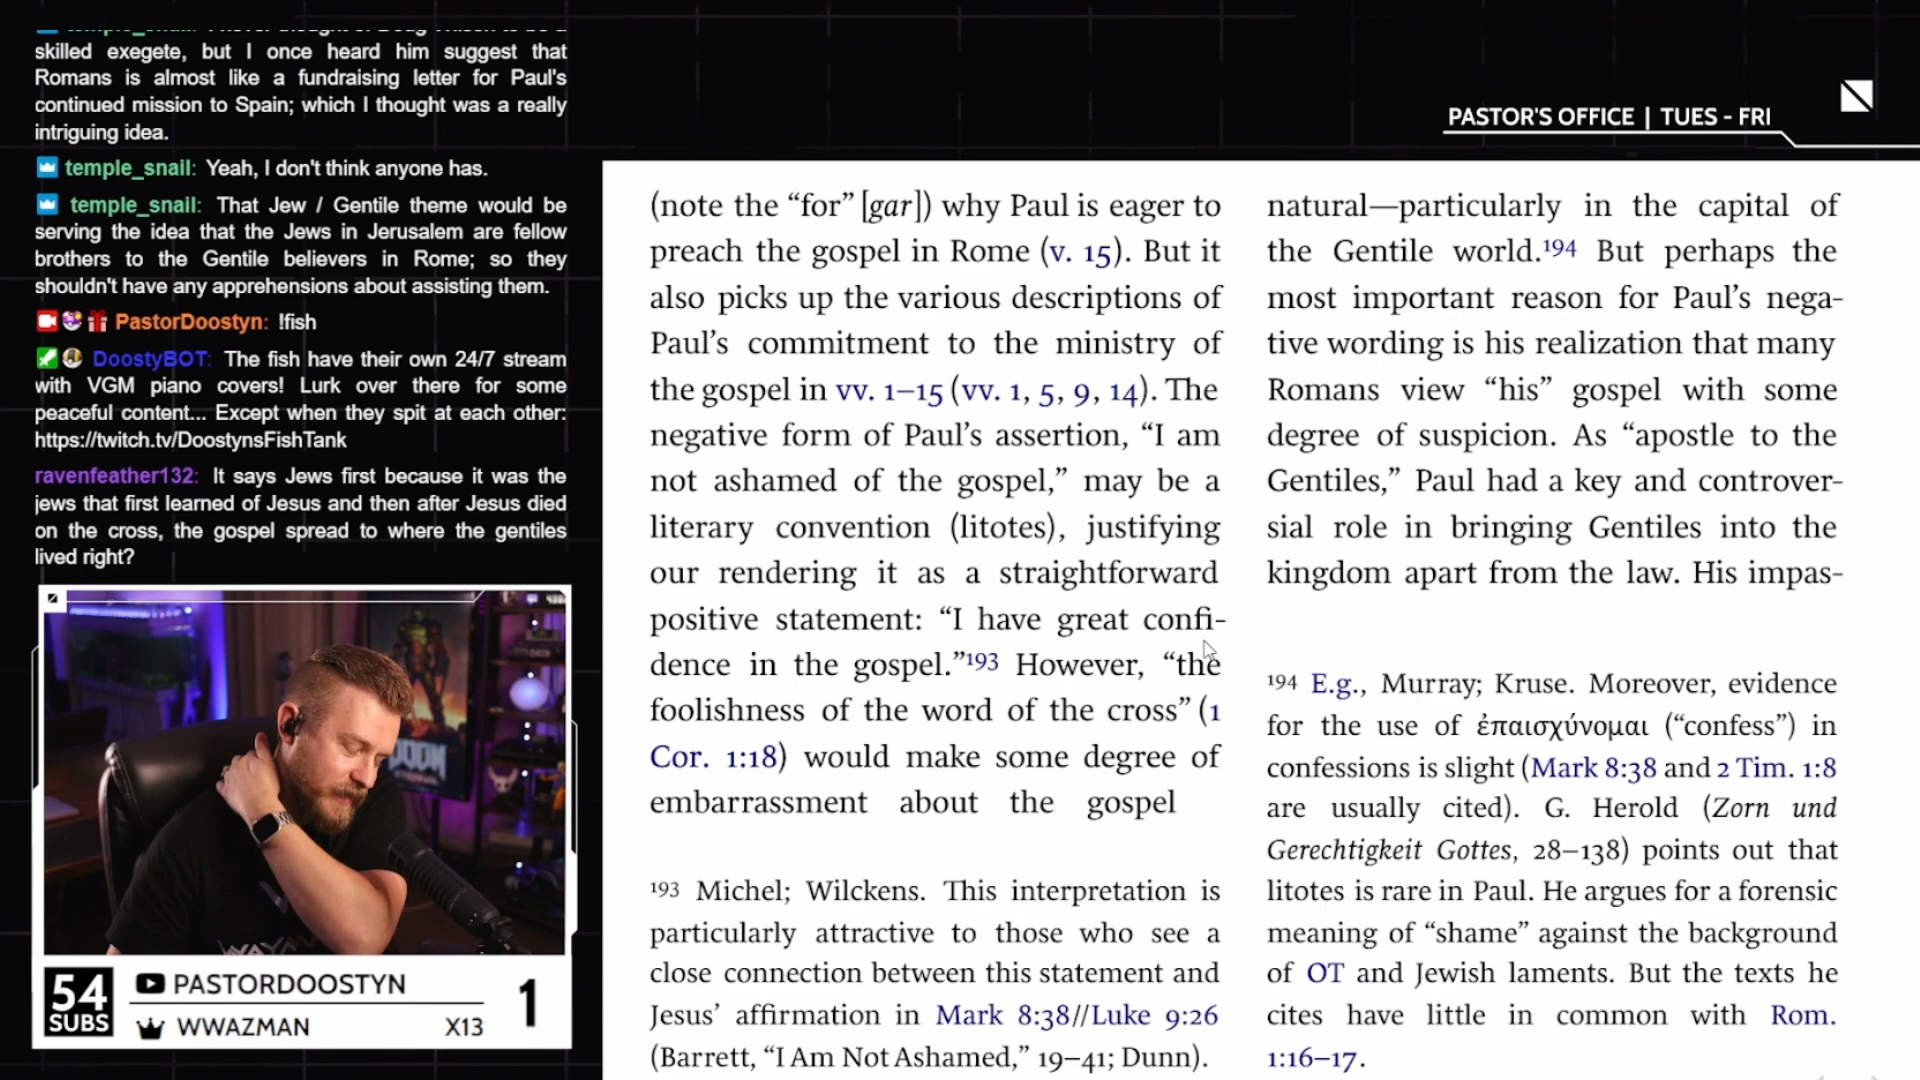 skilled exegete, but I once heard him suggest that
Romans is almost like a fundraising letter for Paul's
continued mission to Spain; which I thought was a really
intriguing idea.
temple_snail: Yeah, I don't think anyone has.
temple_snail: That Jew / Gentile theme would be
serving the idea that the Jews in Jerusalem are fellow
brothers to the Gentile believers in Rome; so they
shouldn't have any apprehensions about assisting them.
PastorDoostyn: !fish
DoostyBOT: The fish have their own 24/7 stream
with VGM piano covers! Lurk over there for some
peaceful content... Except when they spit at each other:
https://twitch.tv/DoostynsFishTank
ravenfeather132: It says Jews first because it was the
jews that first learned of Jesus and then after Jesus died
on the cross, the gospel spread to where the gentiles
lived right?
DOOM
54
SUBS
PASTORDOOSTYN
WWAZMAN X13
1
PASTOR'S OFFICE | TUES - FRI
(note the “for” [gar]) why Paul is eager to
preach the gospel in Rome (v. 15). But it
also picks up the various descriptions of
Paul’s commitment to the ministry of
the gospel in vv. 1–15 (vv. 1, 5, 9, 14). The
negative form of Paul’s assertion, “I am
not ashamed of the gospel,” may be a
literary convention (litotes), justifying
our rendering it as a straightforward
positive statement: “I have great confi-
dence in the gospel.”193 However, “the
foolishness of the word of the cross” (1
Cor. 1:18) would make some degree of
embarrassment about the gospel
193 Michel; Wilckens. This interpretation is
particularly attractive to those who see a
close connection between this statement and
Jesus’ affirmation in Mark 8:38//Luke 9:26
(Barrett, “I Am Not Ashamed,” 19–41; Dunn).
natural—particularly in the capital of
the Gentile world.194 But perhaps the
most important reason for Paul’s nega-
tive wording is his realization that many
Romans view “his” gospel with some
degree of suspicion. As “apostle to the
Gentiles,” Paul had a key and controver-
sial role in bringing Gentiles into the
kingdom apart from the law. His impas-
194 E.g., Murray; Kruse. Moreover, evidence
for the use of ἐπαισχύνομαι (“confess”) in
confessions is slight (Mark 8:38 and 2 Tim. 1:8
are usually cited). G. Herold (Zorn und
Gerechtigkeit Gottes, 28–138) points out that
litotes is rare in Paul. He argues for a forensic
meaning of “shame” against the background
of OT and Jewish laments. But the texts he
cites have little in common with Rom.
1:16–17.